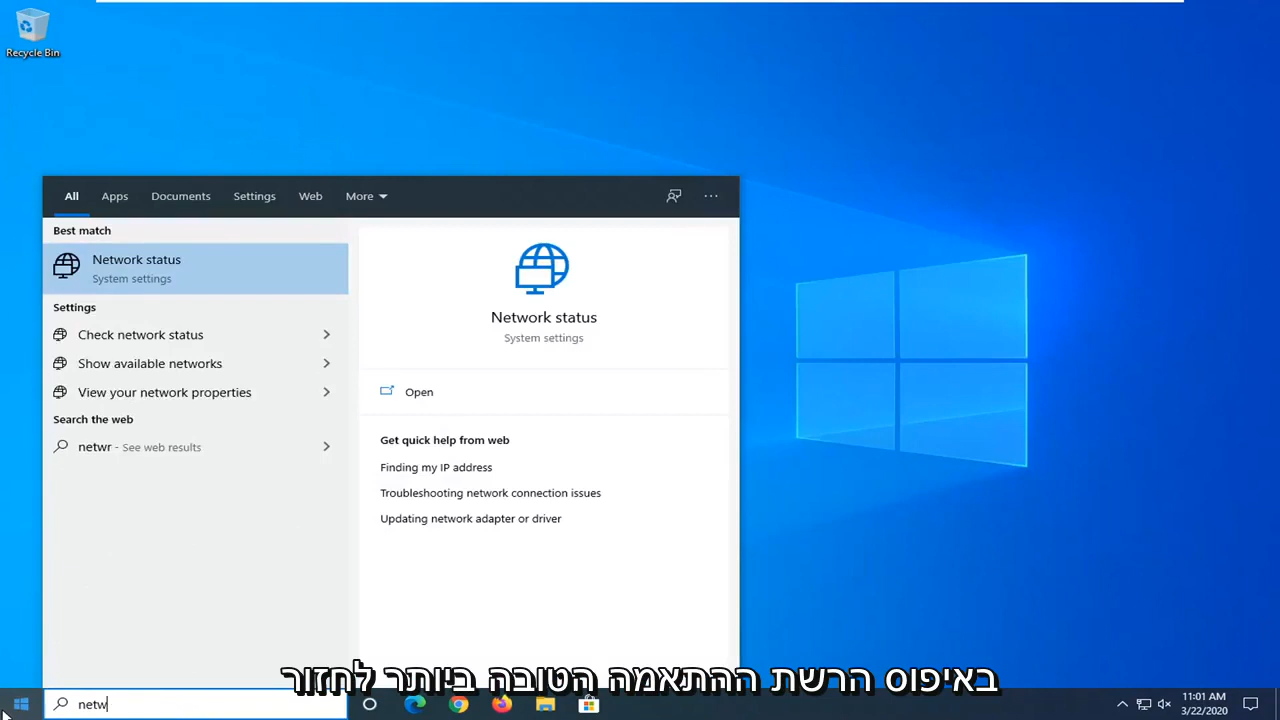 Recycle Bin
All Apps Documents Settings Web More
Best match
Network status
System settings
Settings
Check network status
Show available networks
View your network properties
Search the web
netwr - See web results
Network status
System settings
Open
Get quick help from web
Finding my IP address
Troubleshooting network connection issues
Updating network adapter or driver
באיפוס הרשת ההתאמה הטובה ביותר לחזור
netw
11:01 AM
3/22/2020